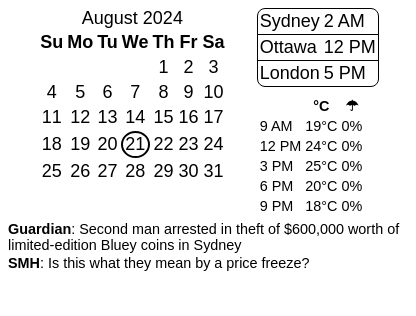 August 2024
Su Mo Tu We Th Fr Sa
1 2 3
4 5 6 7 8 9 10
11 12 13 14 15 16 17
18 19 20 21 22 23 24
25 26 27 28 29 30 31
Sydney 2 AM
Ottawa 12 PM
London 5 PM
°C ☂
9 AM 19°C 0%
12 PM 24°C 0%
3 PM 25°C 0%
6 PM 20°C 0%
9 PM 18°C 0%
Guardian: Second man arrested in theft of $600,000 worth of
limited-edition Bluey coins in Sydney
SMH: Is this what they mean by a price freeze?